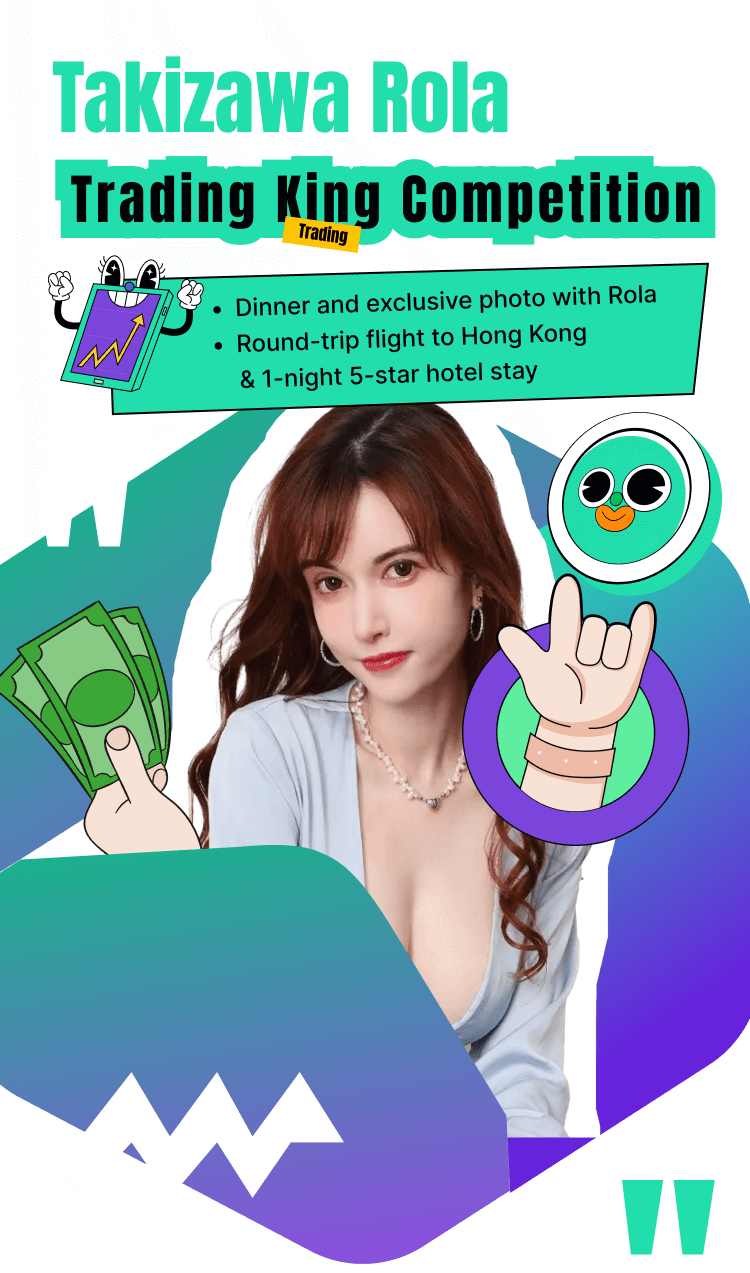 Takizawa Rola
Trading King Competition
Trading
• Dinner and exclusive photo with Rola
• Round-trip flight to Hong Kong
& 1-night 5-star hotel stay